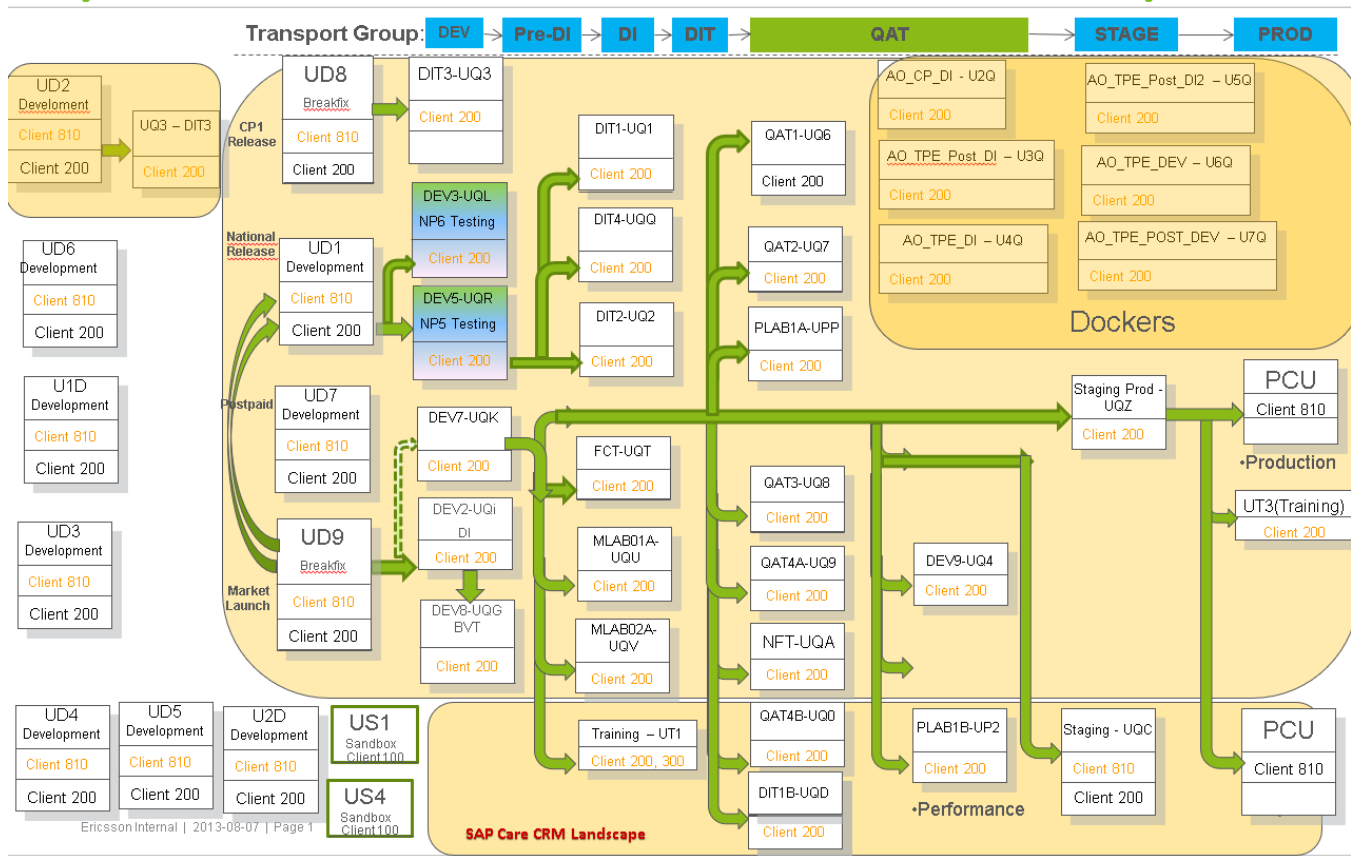 Transport Group:
DEV
Pre-DI
DI
DIT
QAT
STAGE
PROD
UD2
Develoment
Client 810
Client 200
UQ3 – DIT3
Client 200
CP1
Release
UD8
Breakfix
Client 810
Client 200
DIT3-UQ3
Client 200
DIT1-UQ1
Client 200
QAT1-UQ6
Client 200
AO_CP_DI - U2Q
Client 200
AO_TPE_Post_DI2 – U5Q
Client 200
AO_TPE_Post_DI - U3Q
Client 200
AO_TPE_DEV – U6Q
Client 200
AO_TPE_DI – U4Q
Client 200
AO_TPE_POST_DEV – U7Q
Client 200
Dockers
UD6
Development
Client 810
Client 200
National
Release
UD1
Development
Client 810
Client 200
DEV3-UQL
NP6 Testing
Client 200
DEV5-UQR
NP5 Testing
Client 200
DIT4-UQQ
Client 200
DIT2-UQ2
Client 200
QAT2-UQ7
Client 200
PLAB1A-UPP
Client 200
U1D
Development
Client 810
Client 200
Postpaid
UD7
Development
Client 810
Client 200
DEV7-UQK
Client 200
FCT-UQT
Client 200
QAT3-UQ8
Client 200
Staging Prod -
UQZ
Client 200
PCU
Client 810
•Production
UT3(Training)
Client 200
UD3
Development
Client 810
Client 200
Market
Launch
UD9
Breakfix
Client 810
Client 200
DEV2-UQi
DI
Client 200
DEV8-UQG
BVT
Client 200
MLAB01A-
UQU
Client 200
MLAB02A-
UQV
Client 200
QAT4A-UQ9
Client 200
NFT-UQA
Client 200
DEV9-UQ4
Client 200
UD4
Development
Client 810
Client 200
UD5
Development
Client 810
Client 200
U2D
Development
Client 810
Client 200
US1
Sandbox
Client100
US4
Sandbox
Client100
Training – UT1
Client 200, 300
QAT4B-UQ0
Client 200
DIT1B-UQD
Client 200
PLAB1B-UP2
Client 200
•Performance
Staging - UQC
Client 810
Client 200
PCU
Client 810
Ericsson Internal | 2013-08-07 | Page 1
SAP Care CRM Landscape